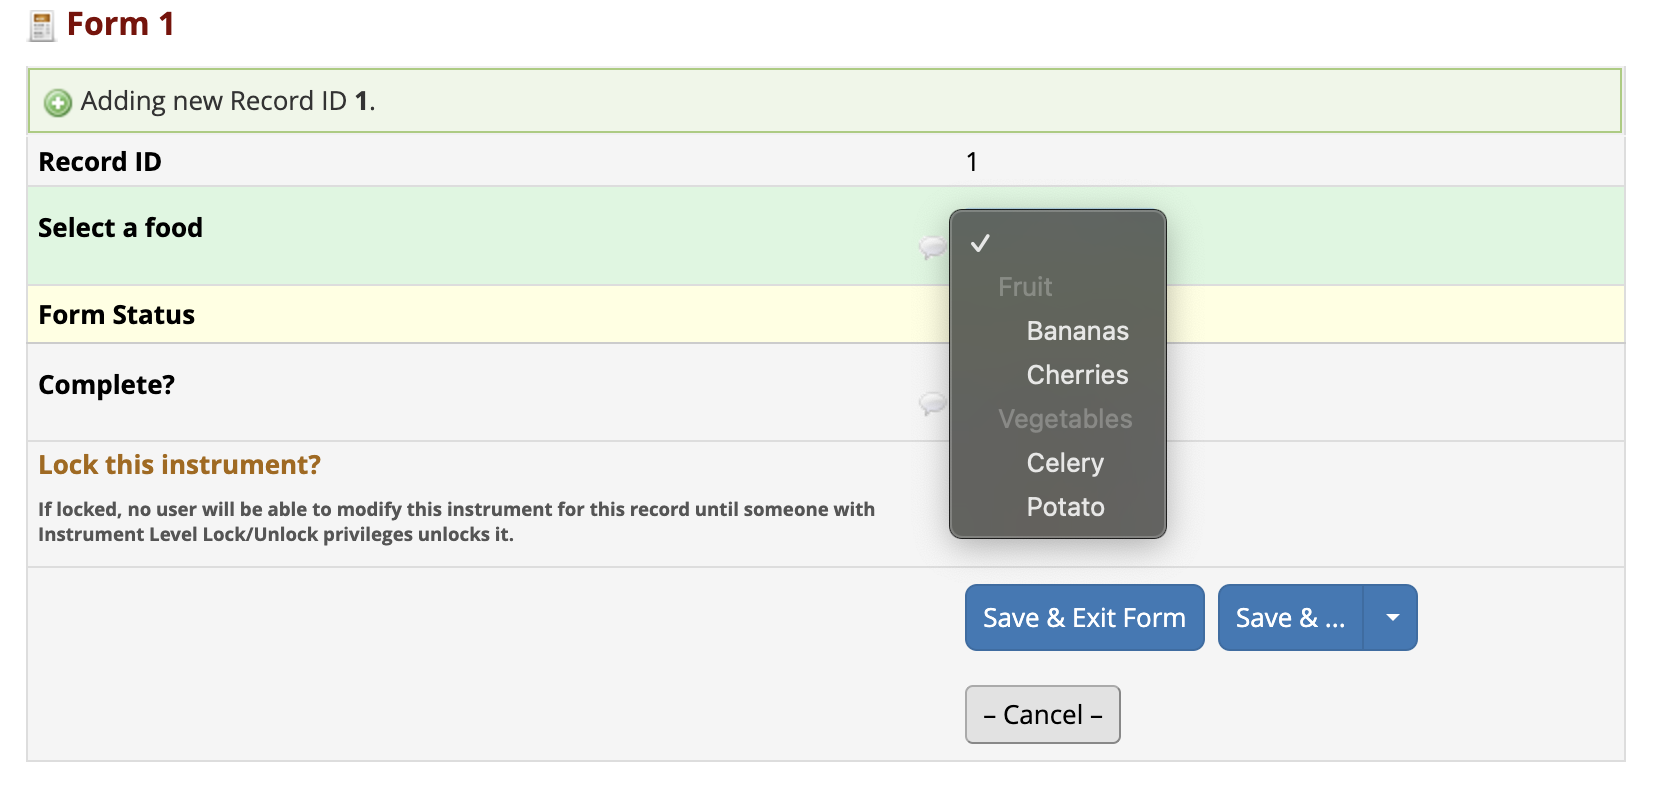 Form 1
Adding new Record ID 1.
Record ID
1
Select a food
Fruit
Bananas
Cherries
Vegetables
Celery
Potato
Form Status
Complete?
Lock this instrument?
If locked, no user will be able to modify this instrument for this record until someone with
Instrument Level Lock/Unlock privileges unlocks it.
Save & Exit Form
Save & ...
– Cancel –